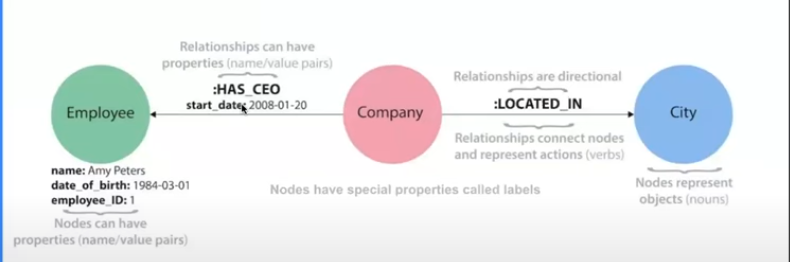 Relationships can have
properties (name/value pairs)
:HAS_CEO
start_date: 2008-01-20
Employee
Company
Relationships are directional
:LOCATED_IN
Relationships connect nodes
and represent actions (verbs)
City
name: Amy Peters
date_of_birth: 1984-03-01
employee_ID: 1
Nodes can have
properties (name/value pairs)
Nodes have special properties called labels
Nodes represent
objects (nouns)